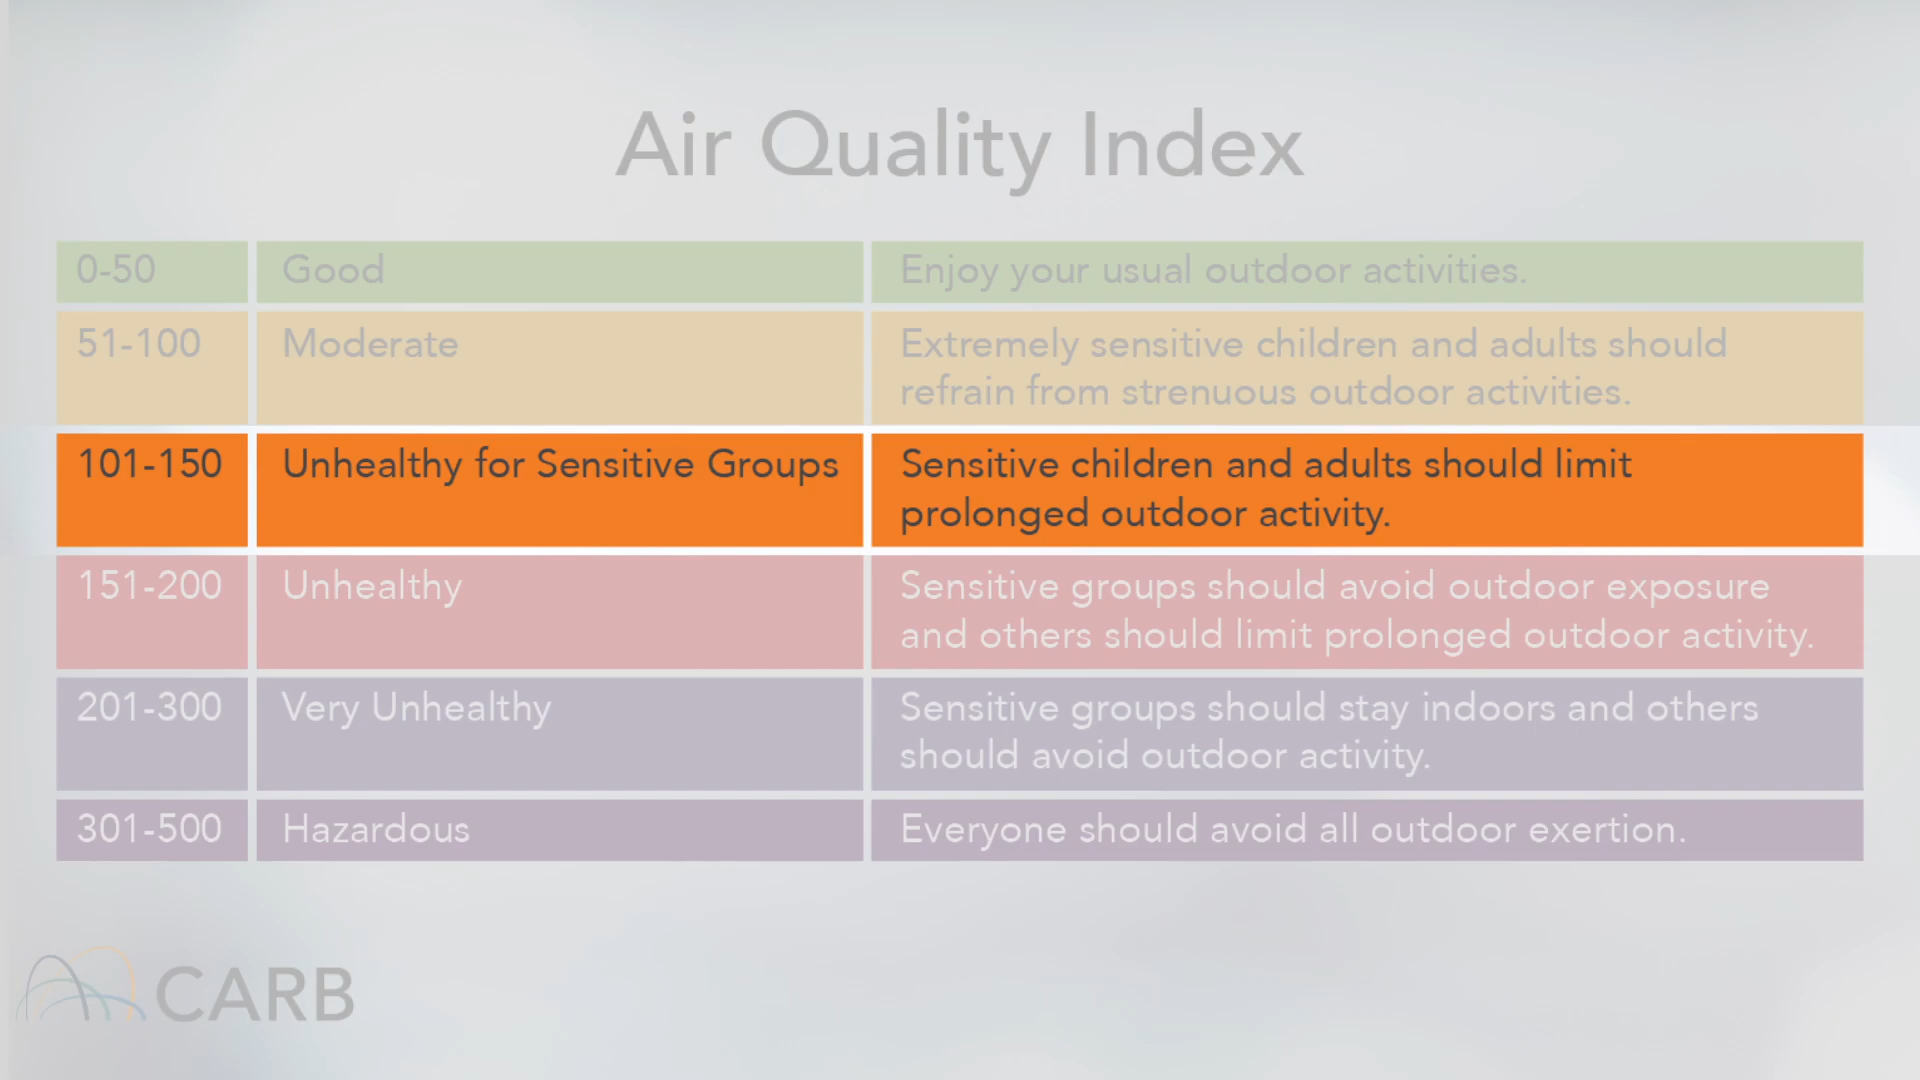 Air Quality Index
0-50 Good Enjoy your usual outdoor activities.
51-100 Moderate Extremely sensitive children and adults should
refrain from strenuous outdoor activities.
101-150 Unhealthy for Sensitive Groups Sensitive children and adults should limit
prolonged outdoor activity.
151-200 Unhealthy Sensitive groups should avoid outdoor exposure
and others should limit prolonged outdoor activity.
201-300 Very Unhealthy Sensitive groups should stay indoors and others
should avoid outdoor activity.
301-500 Hazardous Everyone should avoid all outdoor exertion.
CARB